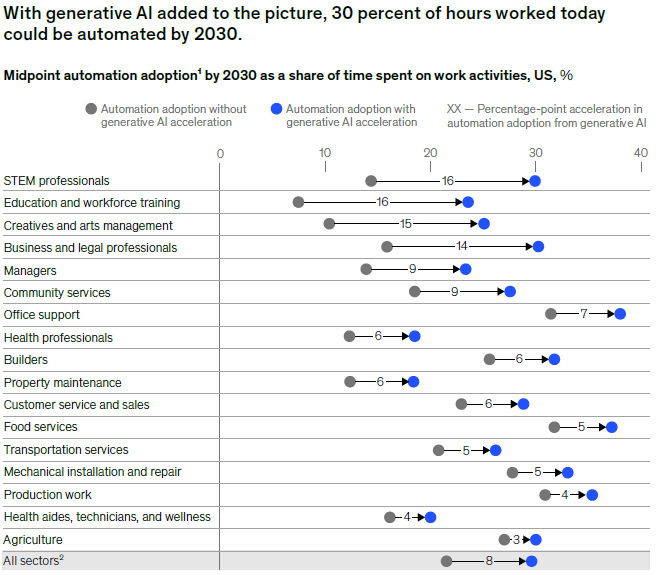 With generative AI added to the picture, 30 percent of hours worked today
could be automated by 2030.
Midpoint automation adoption¹ by 2030 as a share of time spent on work activities, US, %
Automation adoption without
generative AI acceleration
Automation adoption with
generative AI acceleration
XX — Percentage-point acceleration in
automation adoption from generative AI
0 10 20 30 40
STEM professionals 16
Education and workforce training 16
Creatives and arts management 15
Business and legal professionals 14
Managers 9
Community services 9
Office support 7
Health professionals 6
Builders 6
Property maintenance 6
Customer service and sales 6
Food services 5
Transportation services 5
Mechanical installation and repair 5
Production work 4
Health aides, technicians, and wellness 4
Agriculture 3
All sectors² 8